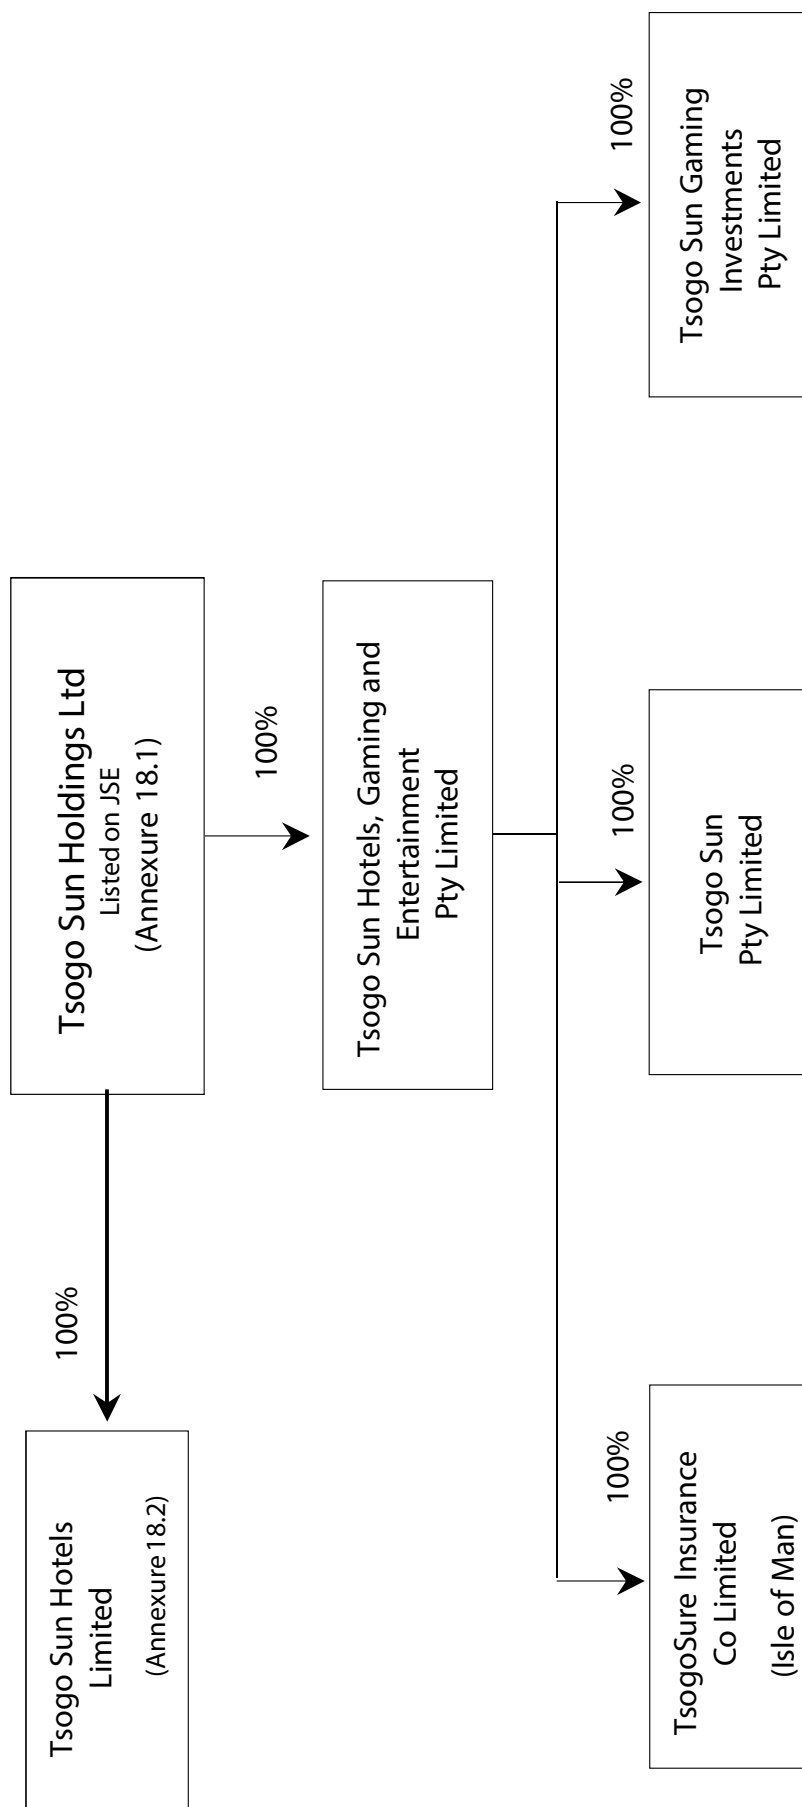 Tsogo Sun Holdings Ltd
Listed on JSE
(Annexure 18.1)
100%
Tsogo Sun Hotels
Limited
(Annexure 18.2)
100%
Tsogo Sun Hotels, Gaming and
Entertainment
Pty Limited
100%
TsogoSure Insurance
Co Limited
(Isle of Man)
100%
Tsogo Sun
Pty Limited
100%
Tsogo Sun Gaming
Investments
Pty Limited